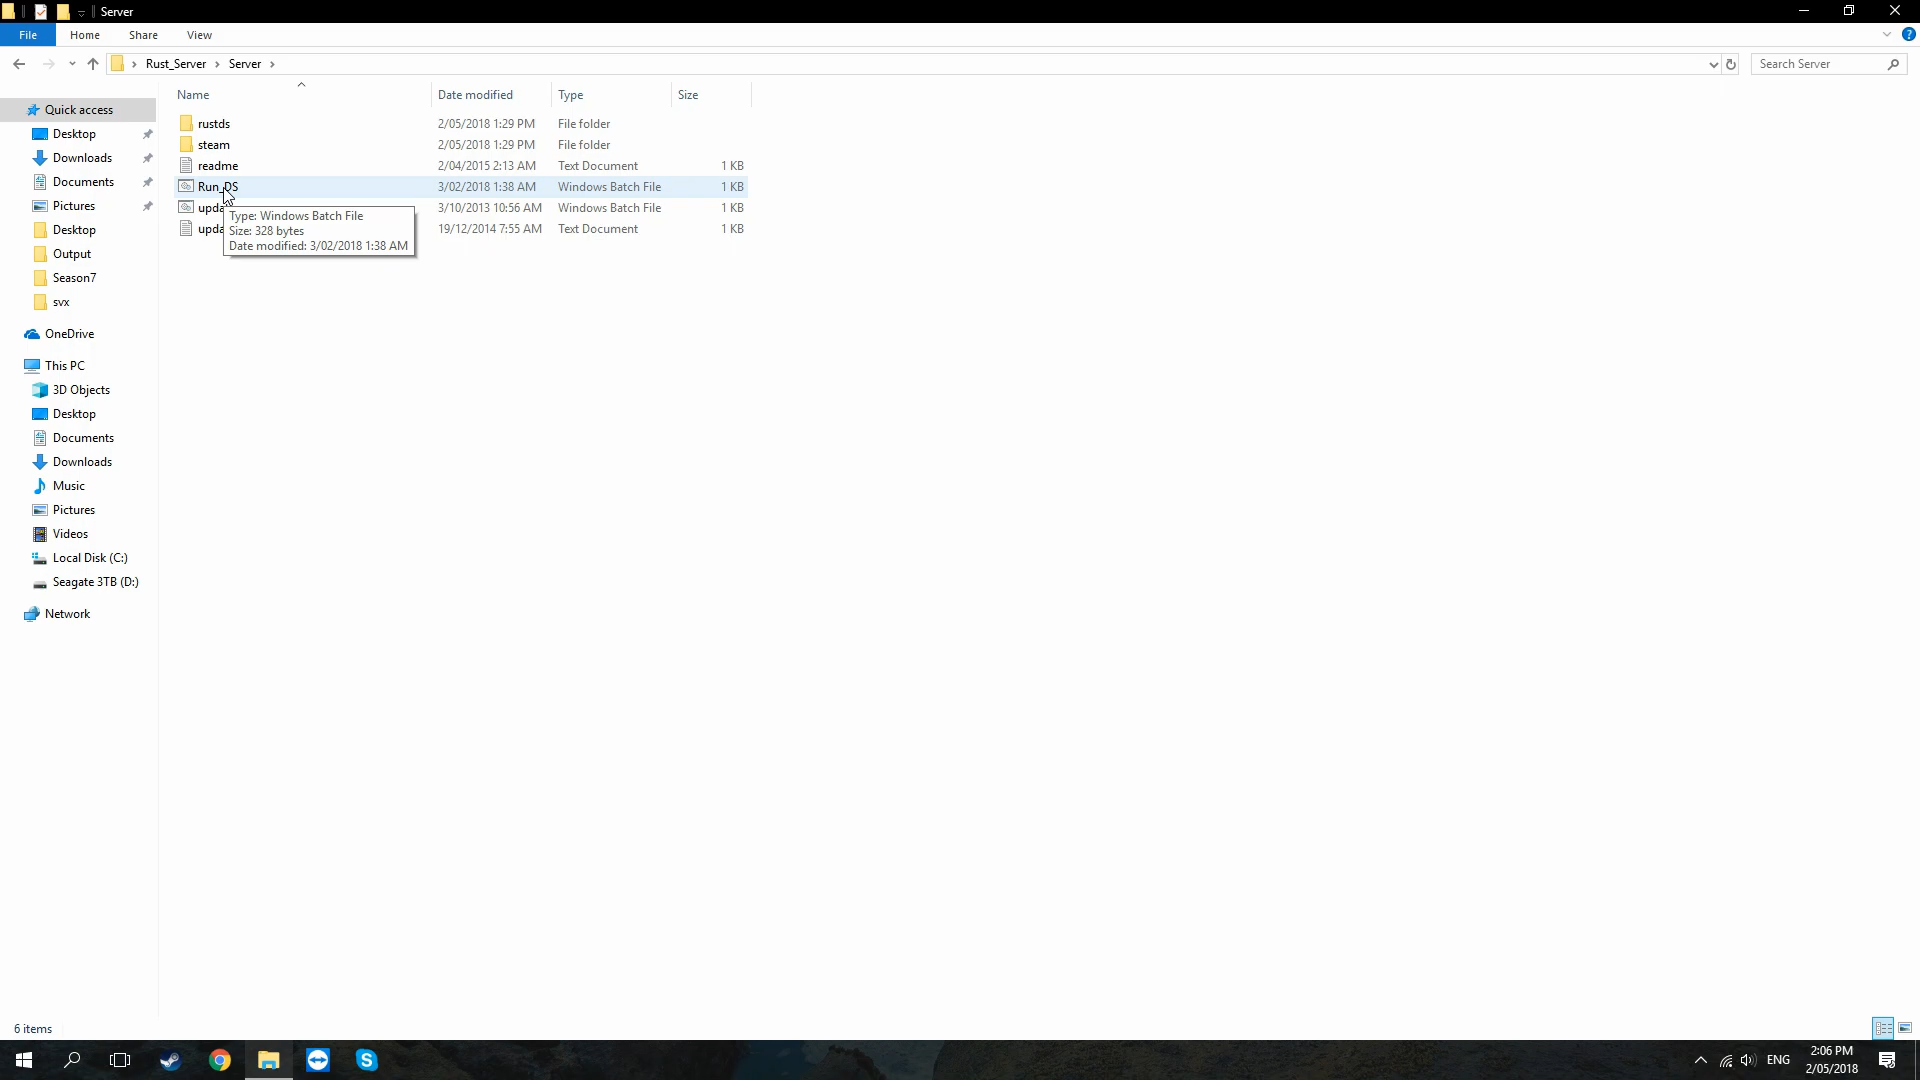 Server
File Home Share View
Rust_Server Server Search Server
Name Date modified Type Size
Quick access
Desktop
Downloads
Documents
Pictures
Desktop
Output
Season7
svx
OneDrive
This PC
3D Objects
Desktop
Documents
Downloads
Music
Pictures
Videos
Local Disk (C:)
Seagate 3TB (D:)
Network
rustds 2/05/2018 1:29 PM File folder
steam 2/05/2018 1:29 PM File folder
readme 2/04/2015 2:13 AM Text Document 1 KB
Run_DS 3/02/2018 1:38 AM Windows Batch File 1 KB
upda 3/10/2013 10:56 AM Windows Batch File 1 KB
upda 19/12/2014 7:55 AM Text Document 1 KB
Type: Windows Batch File
Size: 328 bytes
Date modified: 3/02/2018 1:38 AM
6 items
ENG
2:06 PM
2/05/2018